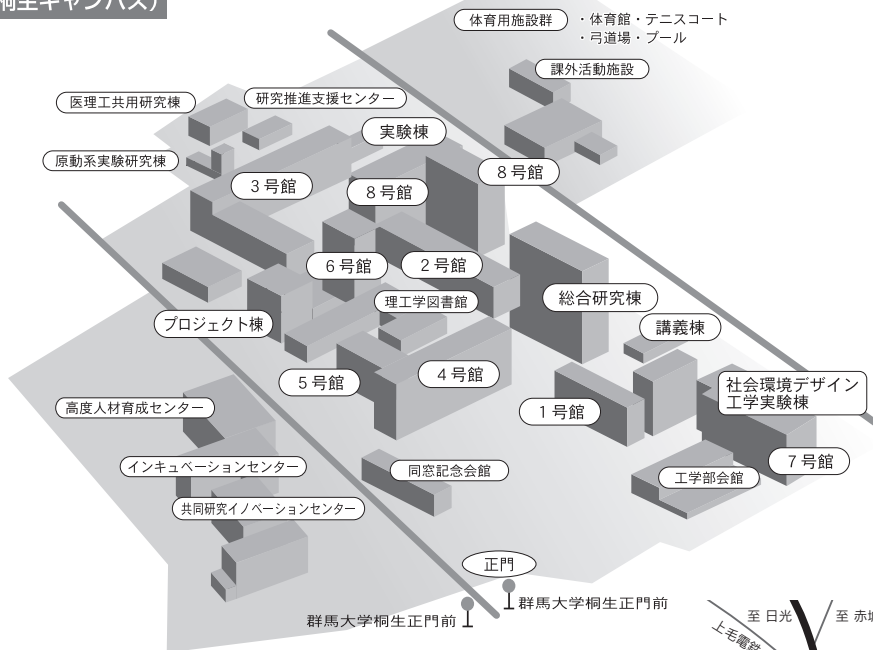 桐生キャンパス）
体育用施設群
・体育館・テニスコート
・弓道場・プール
課外活動施設
医理工共用研究棟
研究推進支援センター
実験棟
原動系実験研究棟
3号館
8号館
8号館
6号館
2号館
理工学図書館
総合研究棟
プロジェクト棟
講義棟
5号館
4号館
1号館
社会環境デザイン
工学実験棟
高度人材育成センター
インキュベーションセンター
同窓記念会館
工学部会館
7号館
共同研究イノベーションセンター
正門
群馬大学桐生正門前
群馬大学桐生正門前
至 日光
至 赤城
上毛電鉄